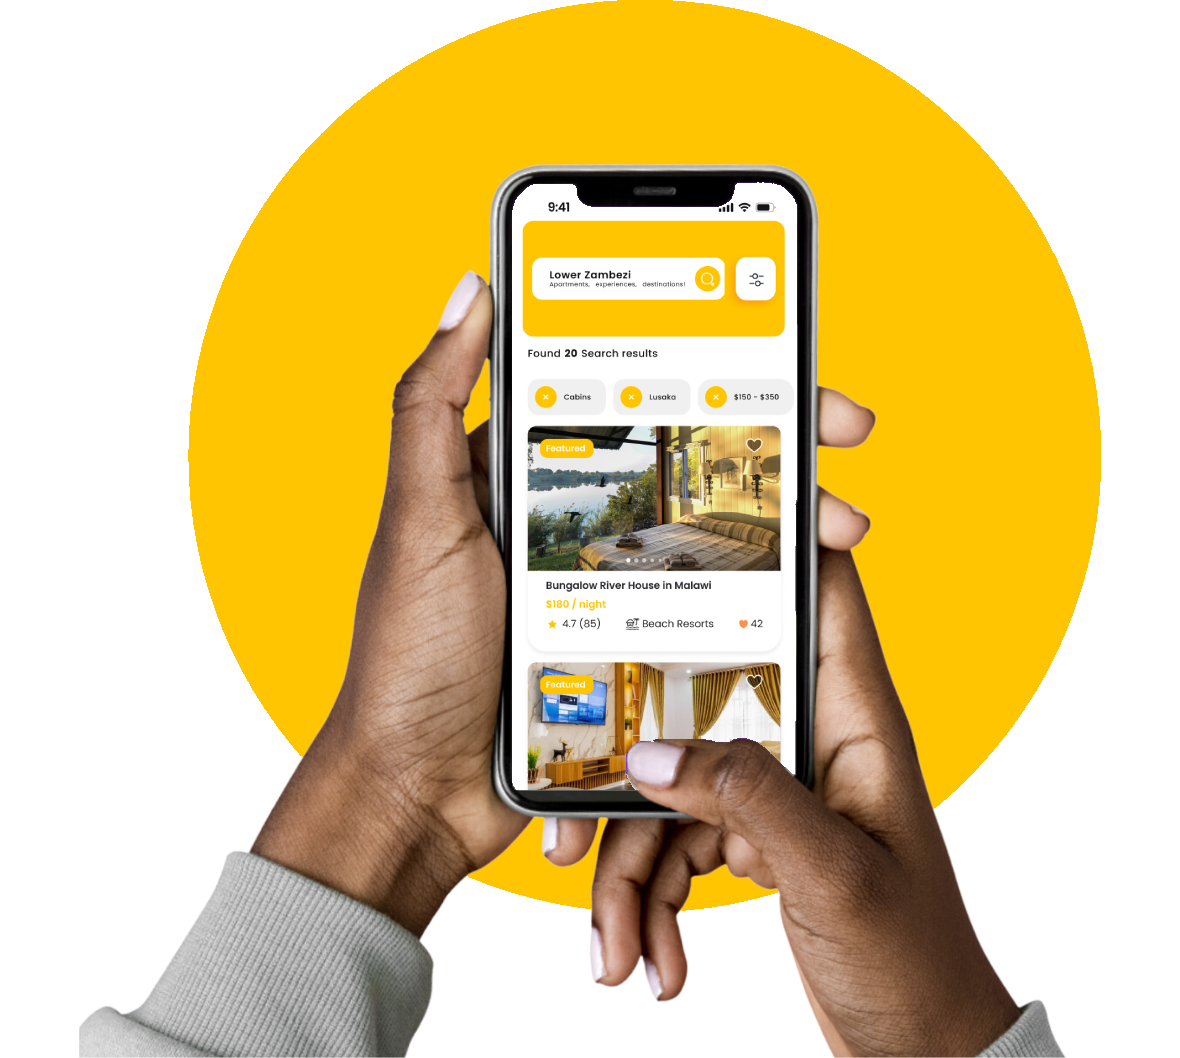 9:41
Lower Zambezi
Apartments, experiences, destinations!
Found 20 Search results
Cabins
Lusaka
$150 - $350
Featured
Bungalow River House in Malawi
$180 / night
4.7 (85)
Beach Resorts
42
Featured